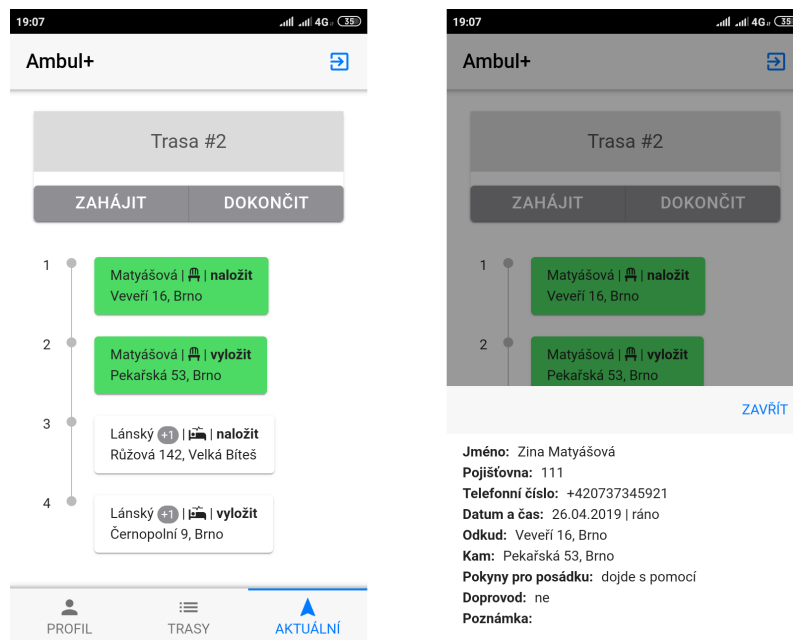 19:07
4G 35
Ambul+
Trasa #2
ZAHÁJIT DOKONČIT
1 Matyášová | | naložit
Veveří 16, Brno
2 Matyášová | | vyložit
Pekařská 53, Brno
3 Lánský +1 | | naložit
Růžová 142, Velká Bíteš
4 Lánský +1 | | vyložit
Černopolní 9, Brno
PROFIL TRASY AKTUÁLNÍ
19:07
4G 35
Ambul+
Trasa #2
ZAHÁJIT DOKONČIT
1 Matyášová | | naložit
Veveří 16, Brno
2 Matyášová | | vyložit
Pekařská 53, Brno
ZAVŘÍT
Jméno: Zina Matyášová
Pojišťovna: 111
Telefonní číslo: +420737345921
Datum a čas: 26.04.2019 | ráno
Odkud: Veveří 16, Brno
Kam: Pekařská 53, Brno
Pokyny pro posádku: dojde s pomocí
Doprovod: ne
Poznámka: